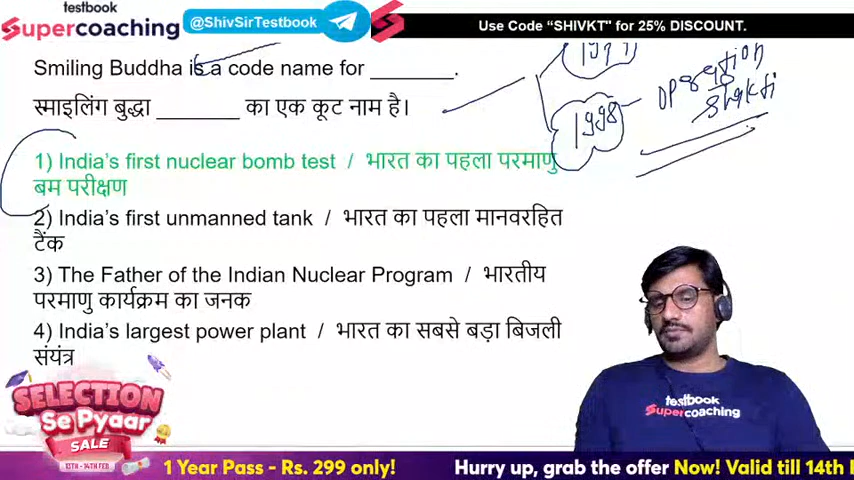 testbook
Supercoaching
@ShivSirTestbook
Use Code "SHIVKT" for 25% DISCOUNT.
Smiling Buddha is a code name for ________.
स्माइलिंग बुद्धा ________ का एक कूट नाम है।
1998
operation
shakti
1) India's first nuclear bomb test / भारत का पहला परमाणु
बम परीक्षण
2) India's first unmanned tank / भारत का पहला मानवरहित
टैंक
3) The Father of the Indian Nuclear Program / भारतीय
परमाणु कार्यक्रम का जनक
4) India's largest power plant / भारत का सबसे बड़ा बिजली
संयंत्र
testbook
Supercoaching
SELECTION
Se Pyaar
SALE
13TH - 14TH FEB
1 Year Pass - Rs. 299 only!
Hurry up, grab the offer Now! Valid till 14th